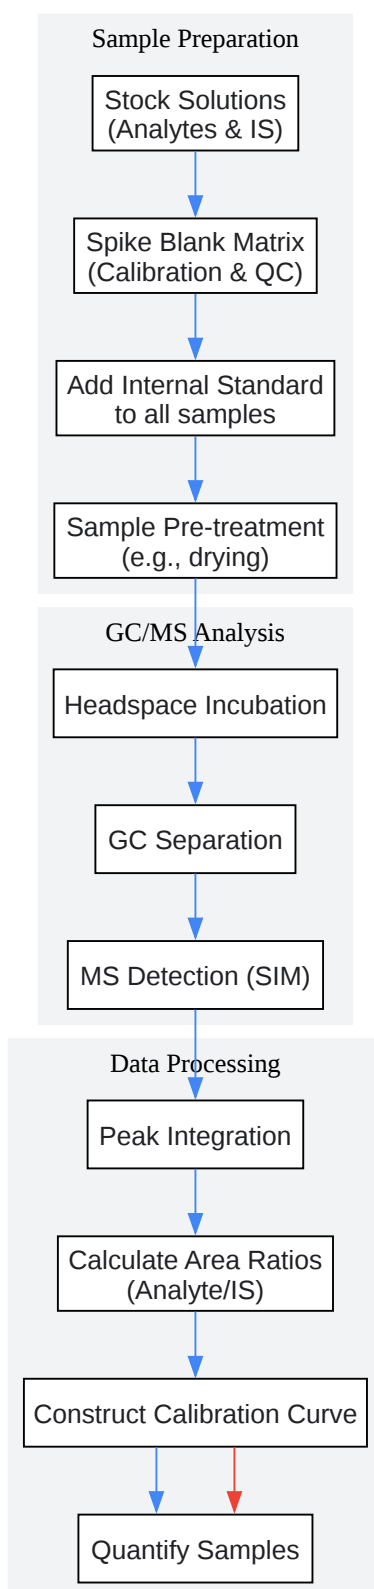 Sample Preparation
Stock Solutions
(Analytes & IS)
Spike Blank Matrix
(Calibration & QC)
Add Internal Standard
to all samples
Sample Pre-treatment
(e.g., drying)
GC/MS Analysis
Headspace Incubation
GC Separation
MS Detection (SIM)
Data Processing
Peak Integration
Calculate Area Ratios
(Analyte/IS)
Construct Calibration Curve
Quantify Samples